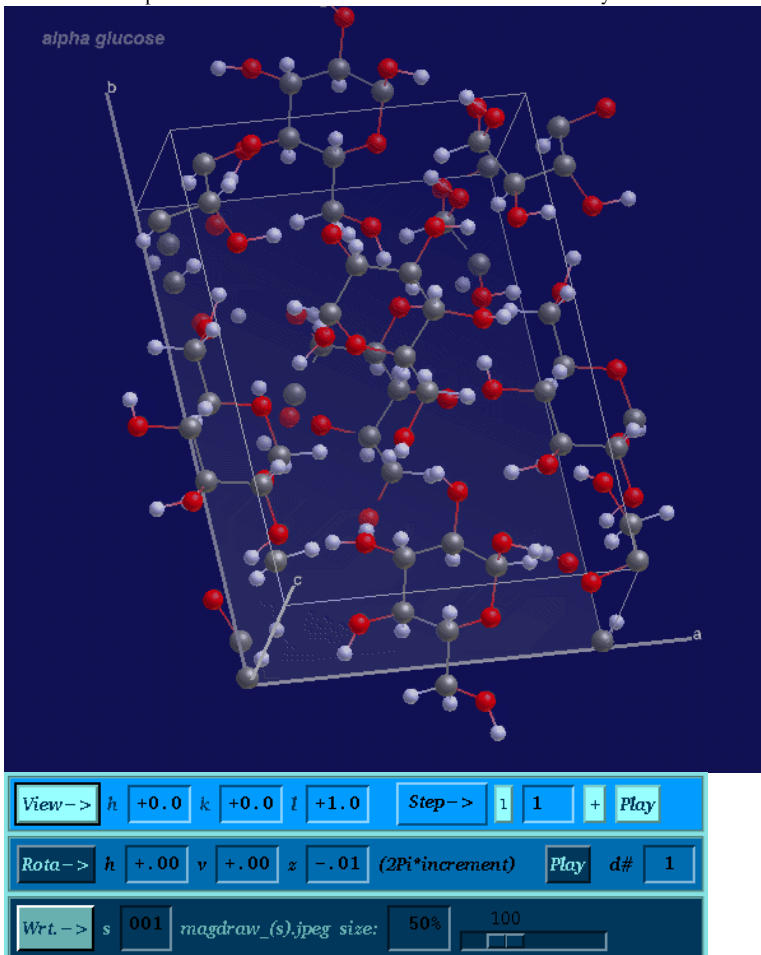 alpha glucose
b
c
a
View-> h +0.0 k +0.0 l +1.0 Step-> 1 1 + Play
Rota-> h +.00 v +.00 z -.01 (2Pi*increment) Play d# 1
Wrt.-> s 001 magdraw_(s).jpeg size: 50% 100